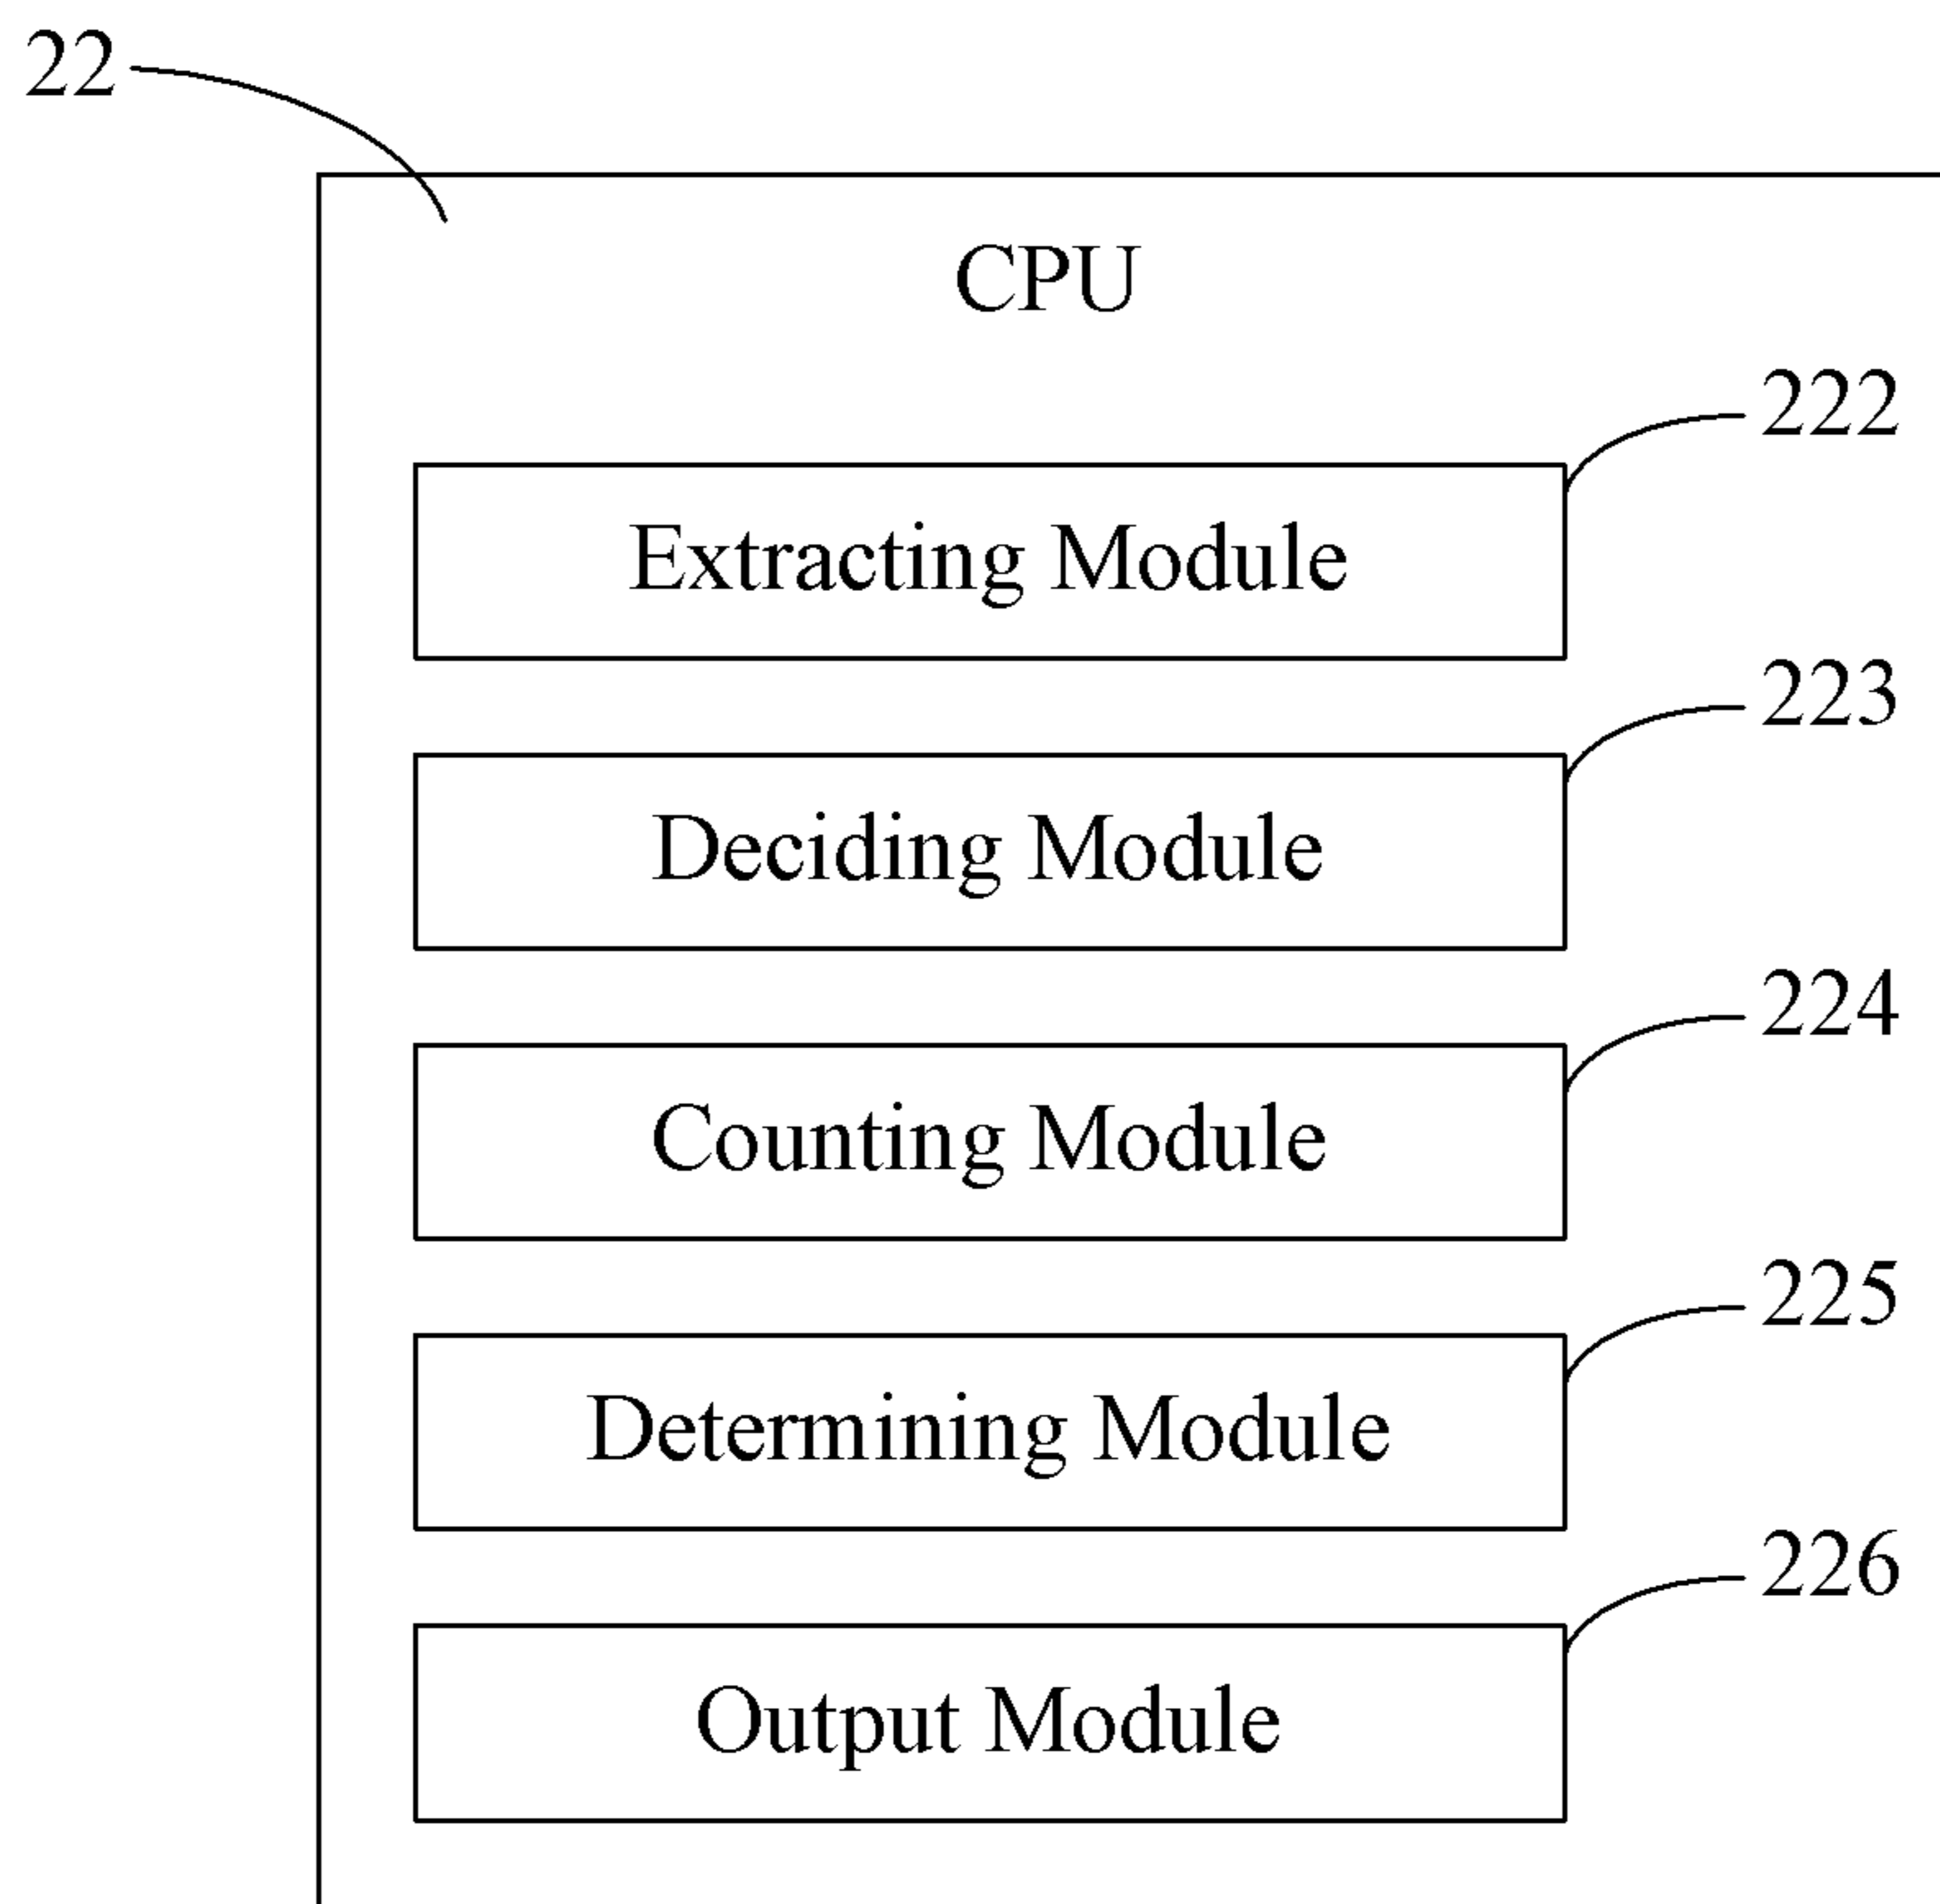 22
CPU
222
Extracting Module
223
Deciding Module
224
Counting Module
225
Determining Module
226
Output Module